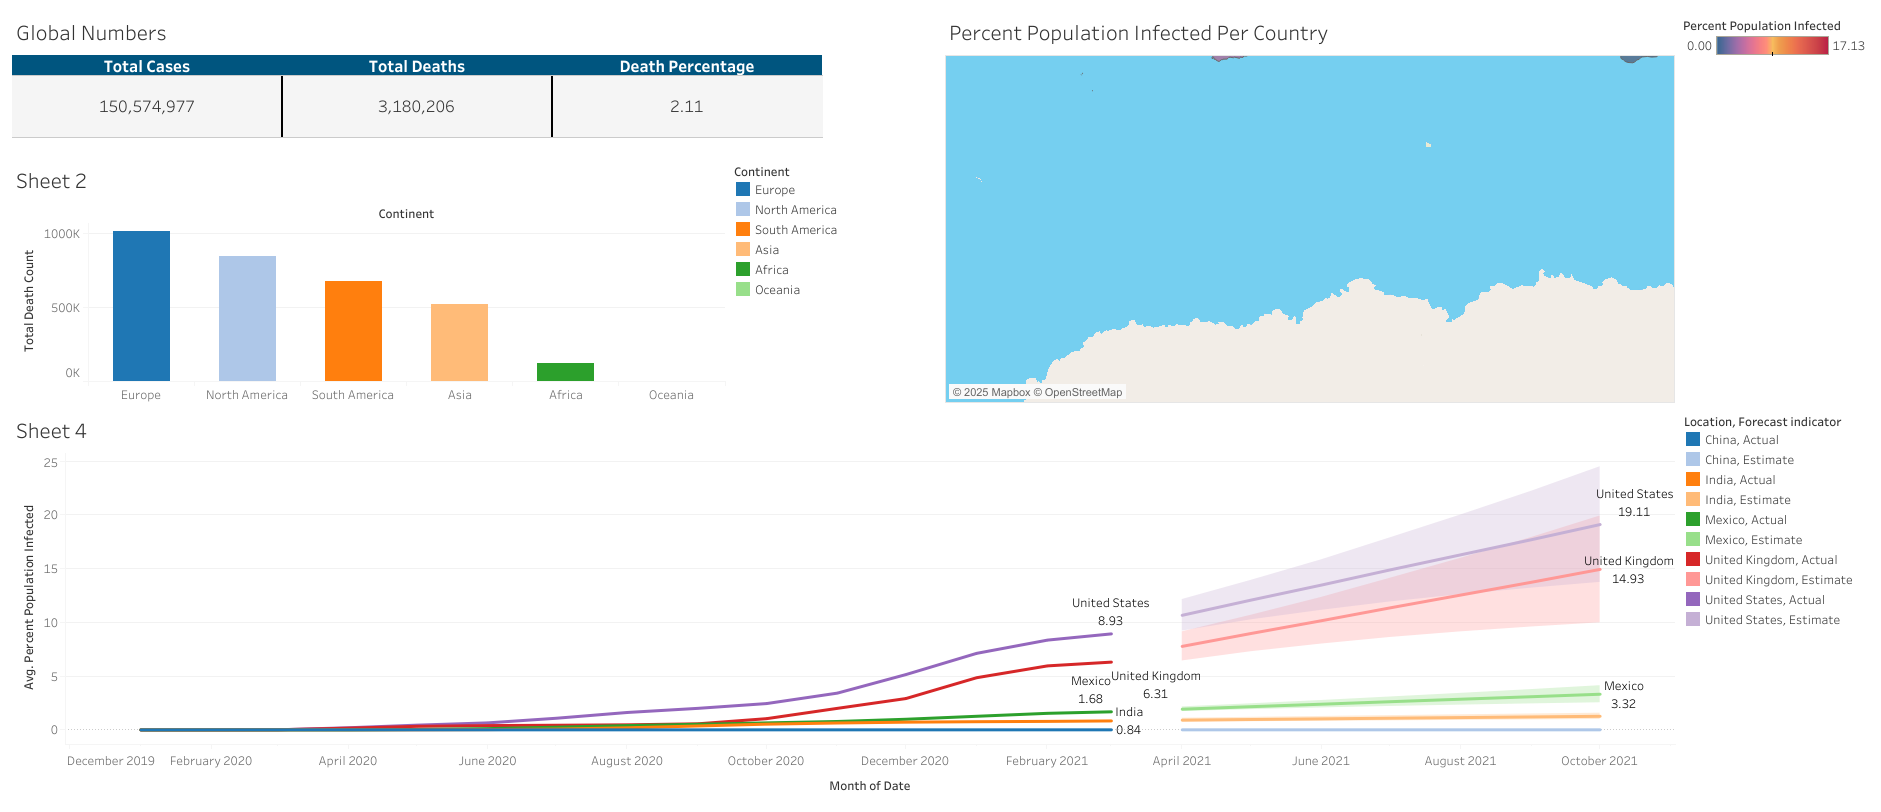 Global Numbers
Total Cases Total Deaths Death Percentage
150,574,977 3,180,206 2.11
Percent Population Infected Per Country
© 2025 Mapbox © OpenStreetMap
Percent Population Infected
0.00 17.13
Sheet 2
Continent
Total Death Count
1000K
500K
0K
Europe North America South America Asia Africa Oceania
Continent
Europe
North America
South America
Asia
Africa
Oceania
Sheet 4
Avg. Percent Population Infected
25
20
15
10
5
0
United States
8.93
United Kingdom
6.31
Mexico
1.68
India
0.84
United States
19.11
United Kingdom
14.93
Mexico
3.32
December 2019 February 2020 April 2020 June 2020 August 2020 October 2020 December 2020 February 2021 April 2021 June 2021 August 2021 October 2021
Month of Date
Location, Forecast indicator
China, Actual
China, Estimate
India, Actual
India, Estimate
Mexico, Actual
Mexico, Estimate
United Kingdom, Actual
United Kingdom, Estimate
United States, Actual
United States, Estimate